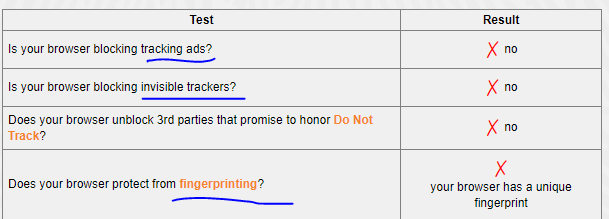 Test Result
Is your browser blocking tracking ads? no
Is your browser blocking invisible trackers? no
Does your browser unblock 3rd parties that promise to honor Do Not
Track? no
Does your browser protect from fingerprinting?
your browser has a unique
fingerprint